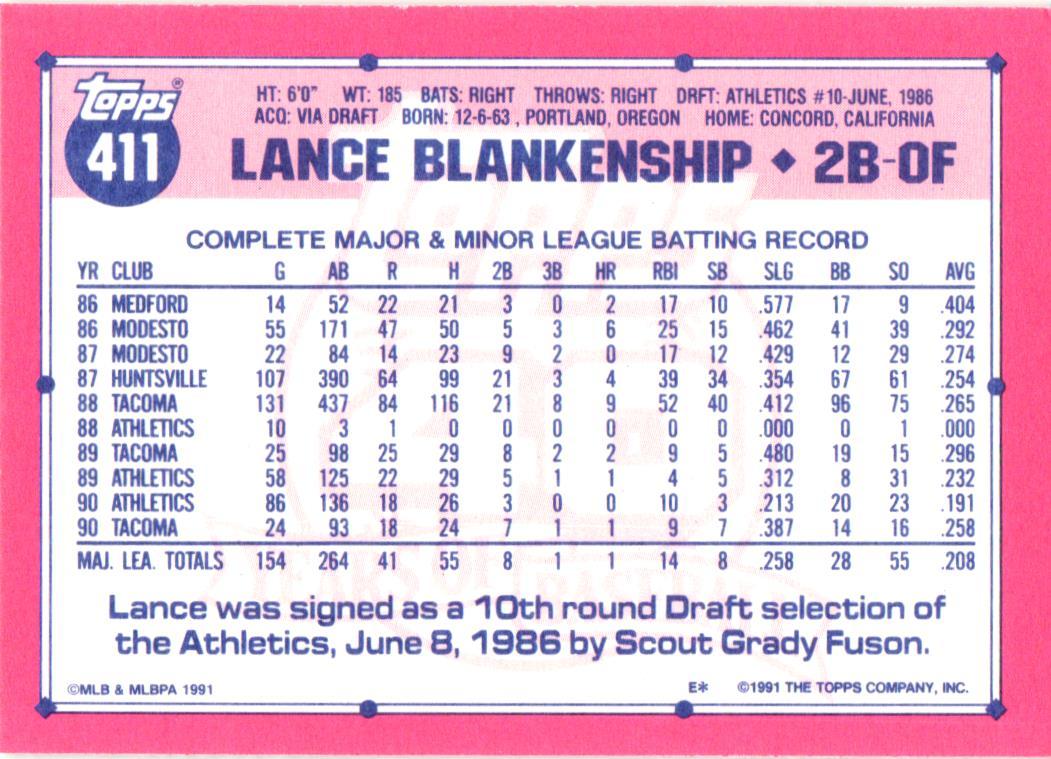 Topps®
411
HT: 6'0" WT: 185 BATS: RIGHT THROWS: RIGHT DRFT: ATHLETICS #10-JUNE, 1986
ACQ: VIA DRAFT BORN: 12-6-63, PORTLAND, OREGON HOME: CONCORD, CALIFORNIA
LANCE BLANKENSHIP ◆ 2B-OF
COMPLETE MAJOR & MINOR LEAGUE BATTING RECORD
YR CLUB G AB R H 2B 3B HR RBI SB SLG BB SO AVG
86 MEDFORD 14 52 22 21 3 0 2 17 10 .577 17 9 .404
86 MODESTO 55 171 47 50 5 3 6 25 15 .462 41 39 .292
87 MODESTO 22 84 14 23 9 2 0 17 12 .429 12 29 .274
87 HUNTSVILLE 107 390 64 99 21 3 4 39 34 .354 67 61 .254
88 TACOMA 131 437 84 116 21 8 9 52 40 .412 96 75 .265
88 ATHLETICS 10 3 1 0 0 0 0 0 0 .000 0 1 .000
89 TACOMA 25 98 25 29 8 2 2 9 5 .480 19 15 .296
89 ATHLETICS 58 125 22 29 5 1 1 4 5 .312 8 31 .232
90 ATHLETICS 86 136 18 26 3 0 0 10 3 .213 20 23 .191
90 TACOMA 24 93 18 24 7 1 1 9 7 .387 14 16 .258
MAJ. LEA. TOTALS 154 264 41 55 8 1 1 14 8 .258 28 55 .208
Lance was signed as a 10th round Draft selection of
the Athletics, June 8, 1986 by Scout Grady Fuson.
©MLB & MLBPA 1991 E* ©1991 THE TOPPS COMPANY, INC.
Topps
40
YEARS OF BASEBALL